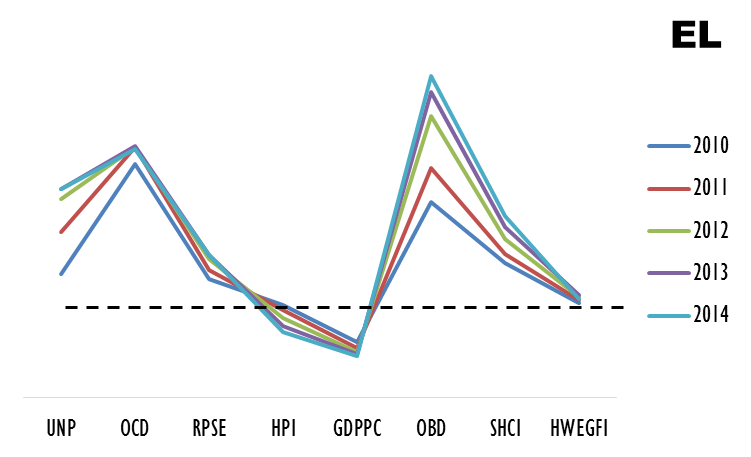 EL
2010
2011
2012
2013
2014
UNP OCD RPSE HPI GDPPC OBD SHCI HWEGFI